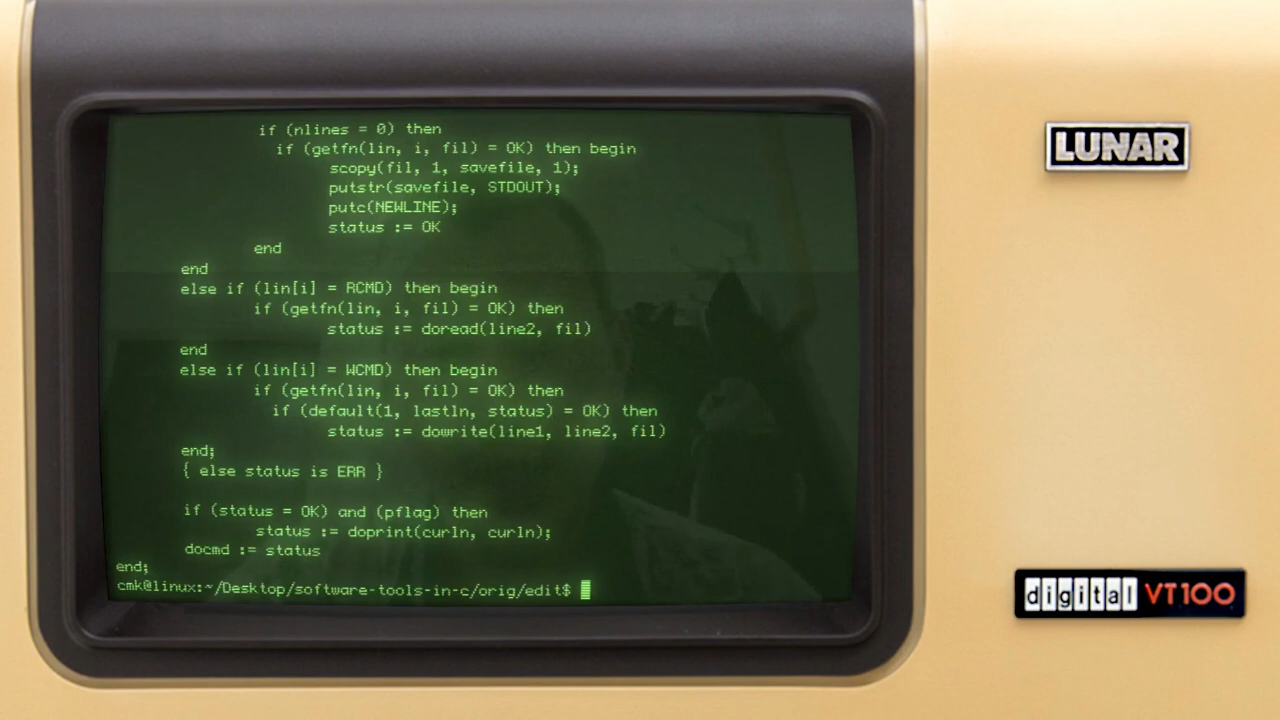 if (nlines = 0) then
if (getfn(lin, i, fil) = OK) then begin
scopy(fil, 1, savefile, 1);
putstr(savefile, STDOUT);
putc(NEWLINE);
status := OK
end
end
else if (lin[i] = RCMD) then begin
if (getfn(lin, i, fil) = OK) then
status := doread(line2, fil)
end
else if (lin[i] = WCMD) then begin
if (getfn(lin, i, fil) = OK) then
if (default(1, lastln, status) = OK) then
status := dowrite(line1, line2, fil)
end;
{ else status is ERR }
if (status = OK) and (pflag) then
status := doprint(curln, curln);
docmd := status
end;
cmk@linux:~/Desktop/software-tools-in-c/orig/edit$
LUNAR
digital VT100